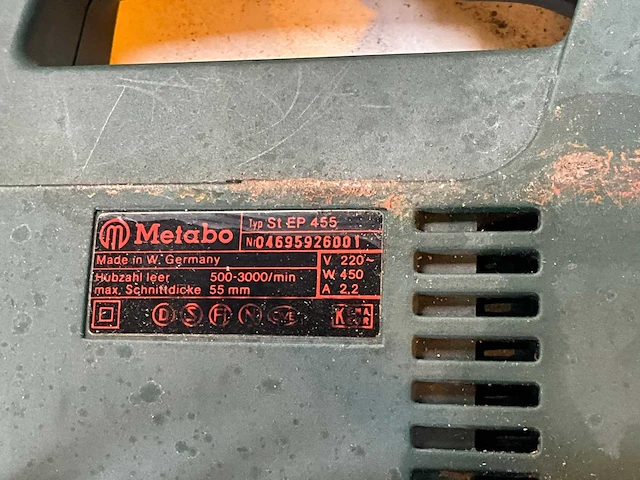 Metabo
Typ St EP 455
Nr 04695926001
Made in W. Germany
V 220~
Hubzahl leer 500-3000/min
W 450
max. Schnittdicke 55 mm
A 2,2
D S FI N